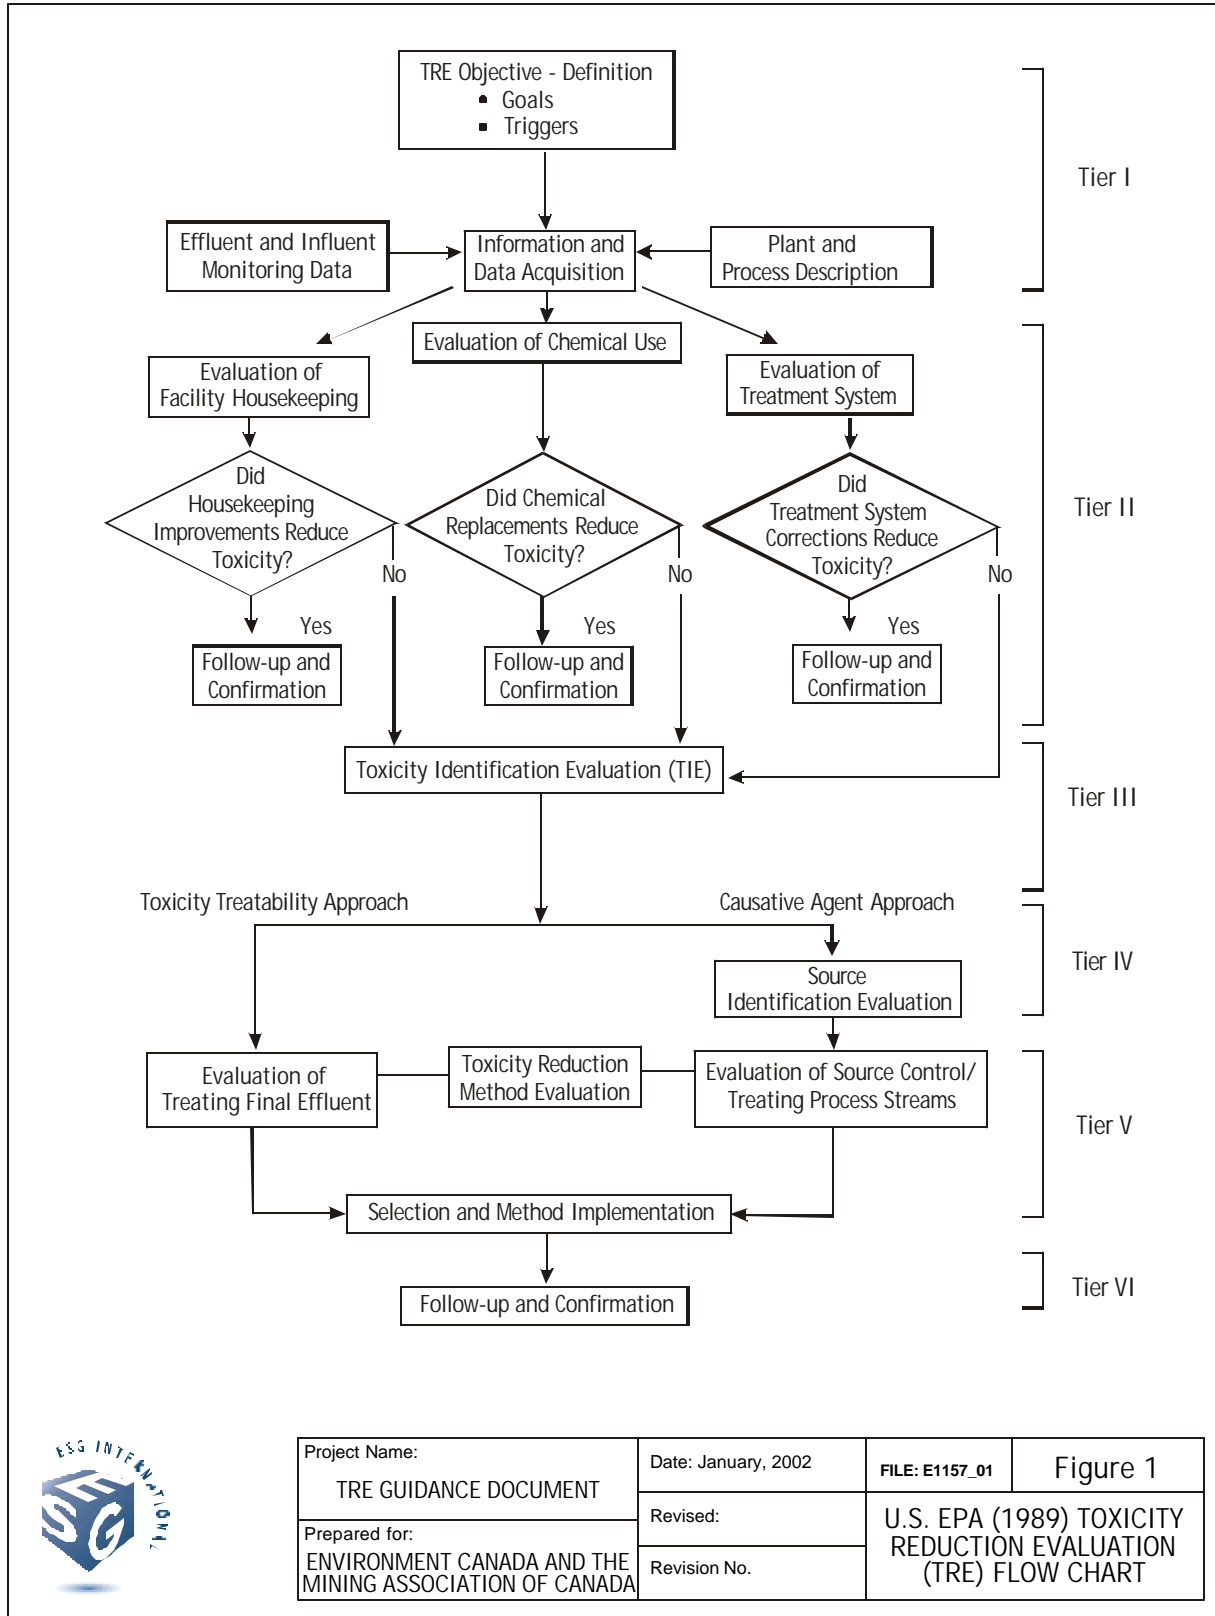 TRE Objective - Definition
• Goals
▪ Triggers
Tier I
Effluent and Influent
Monitoring Data
Information and
Data Acquisition
Plant and
Process Description
Evaluation of Chemical Use
Evaluation of
Facility Housekeeping
Evaluation of
Treatment System
Did
Housekeeping
Improvements Reduce
Toxicity?
Did Chemical
Replacements Reduce
Toxicity?
Did
Treatment System
Corrections Reduce
Toxicity?
Tier II
No
No
No
Yes
Yes
Yes
Follow-up and
Confirmation
Follow-up and
Confirmation
Follow-up and
Confirmation
Toxicity Identification Evaluation (TIE)
Tier III
Toxicity Treatability Approach
Causative Agent Approach
Source
Identification Evaluation
Tier IV
Evaluation of
Treating Final Effluent
Toxicity Reduction
Method Evaluation
Evaluation of Source Control/
Treating Process Streams
Tier V
Selection and Method Implementation
Follow-up and Confirmation
Tier VI
ESG INTERNATIONAL
ESG
Project Name:
TRE GUIDANCE DOCUMENT
Prepared for:
ENVIRONMENT CANADA AND THE
MINING ASSOCIATION OF CANADA
Date: January, 2002
Revised:
Revision No.
FILE: E1157_01
Figure 1
U.S. EPA (1989) TOXICITY
REDUCTION EVALUATION
(TRE) FLOW CHART